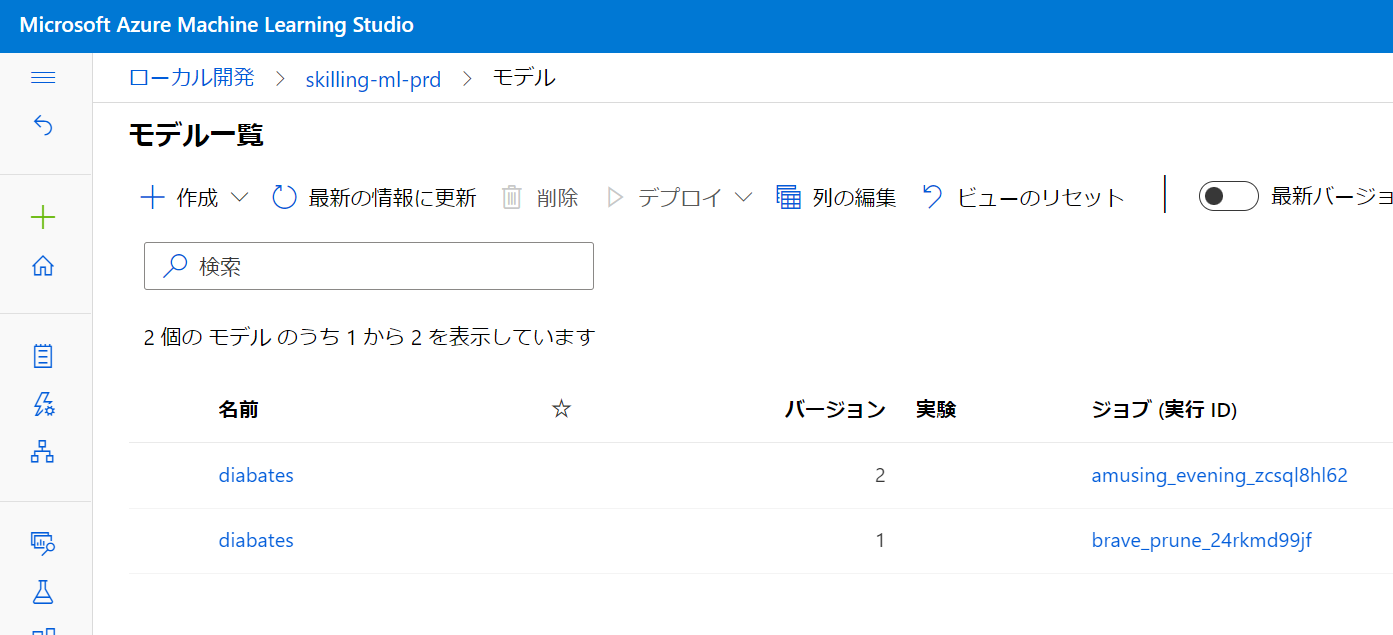 Microsoft Azure Machine Learning Studio
ローカル開発 > skilling-ml-prd > モデル
モデル一覧
作成 最新の情報に更新 削除 デプロイ 列の編集 ビューのリセット 最新バージョ
検索
2 個の モデル のうち 1 から 2 を表示しています
名前 ☆ バージョン 実験 ジョブ (実行 ID)
diabates 2 amusing_evening_zcsql8hl62
diabates 1 brave_prune_24rkmd99jf